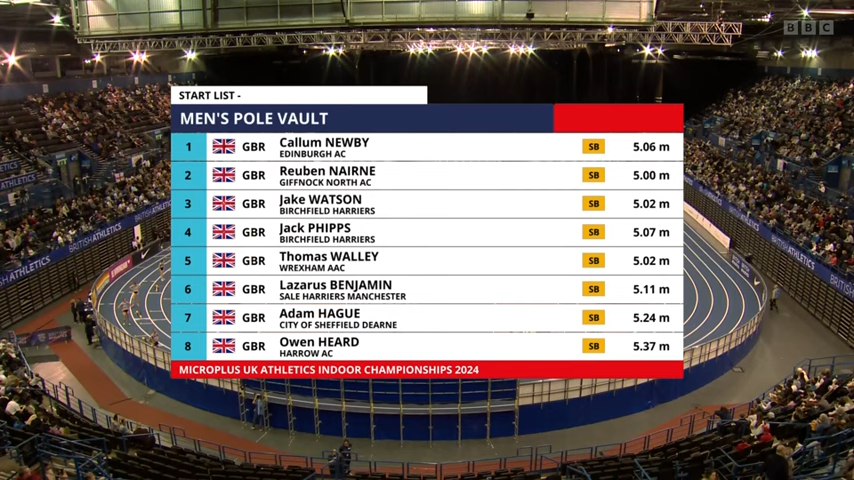 BBC
START LIST -
MEN'S POLE VAULT
1 GBR Callum NEWBY SB 5.06 m
EDINBURGH AC
2 GBR Reuben NAIRNE SB 5.00 m
GIFFNOCK NORTH AC
3 GBR Jake WATSON SB 5.02 m
BIRCHFIELD HARRIERS
4 GBR Jack PHIPPS SB 5.07 m
BIRCHFIELD HARRIERS
5 GBR Thomas WALLEY SB 5.02 m
WREXHAM AAC
6 GBR Lazarus BENJAMIN SB 5.11 m
SALE HARRIERS MANCHESTER
7 GBR Adam HAGUE SB 5.24 m
CITY OF SHEFFIELD DEARNE
8 GBR Owen HEARD SB 5.37 m
HARROW AC
MICROPLUS UK ATHLETICS INDOOR CHAMPIONSHIPS 2024
BRITISH ATHLETICS
BRITISH ATHLETICS